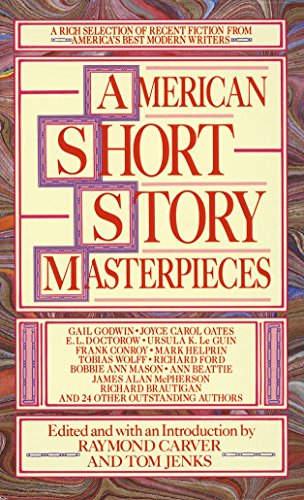 A RICH SELECTION OF RECENT FICTION FROM
AMERICA'S BEST MODERN WRITERS
AMERICAN
SHORT
STORY
MASTERPIECES
GAIL GODWIN • JOYCE CAROL OATES
E. L. DOCTOROW • URSULA K. Le GUIN
FRANK CONROY • MARK HELPRIN
TOBIAS WOLFF • RICHARD FORD
BOBBIE ANN MASON • ANN BEATTIE
JAMES ALAN McPHERSON
RICHARD BRAUTIGAN
AND 24 OTHER OUTSTANDING AUTHORS
Edited and with an Introduction by
RAYMOND CARVER
AND TOM JENKS